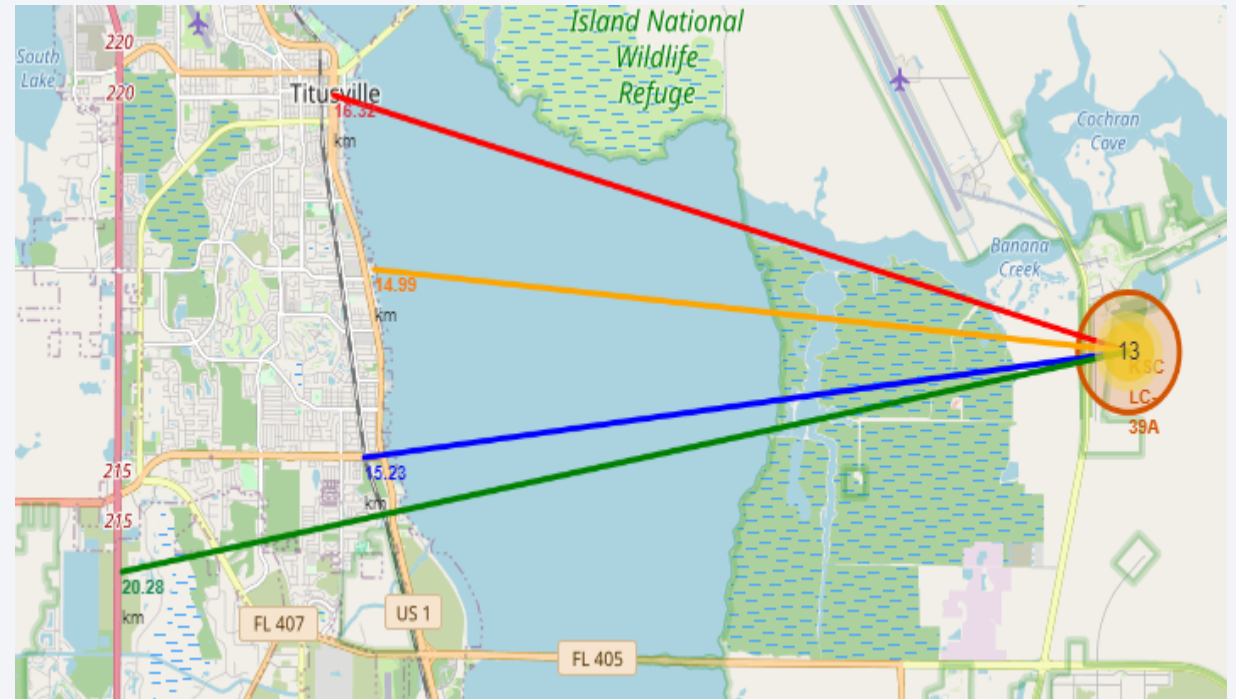 Island National
Wildlife
Refuge
220
South
Lake
220
Titusville
16.32
km
Cochran
Cove
Banana
Creek
14.99
km
13
KSC
LC-
39A
215
15.23
km
215
20.28
km
FL 407
US 1
FL 405